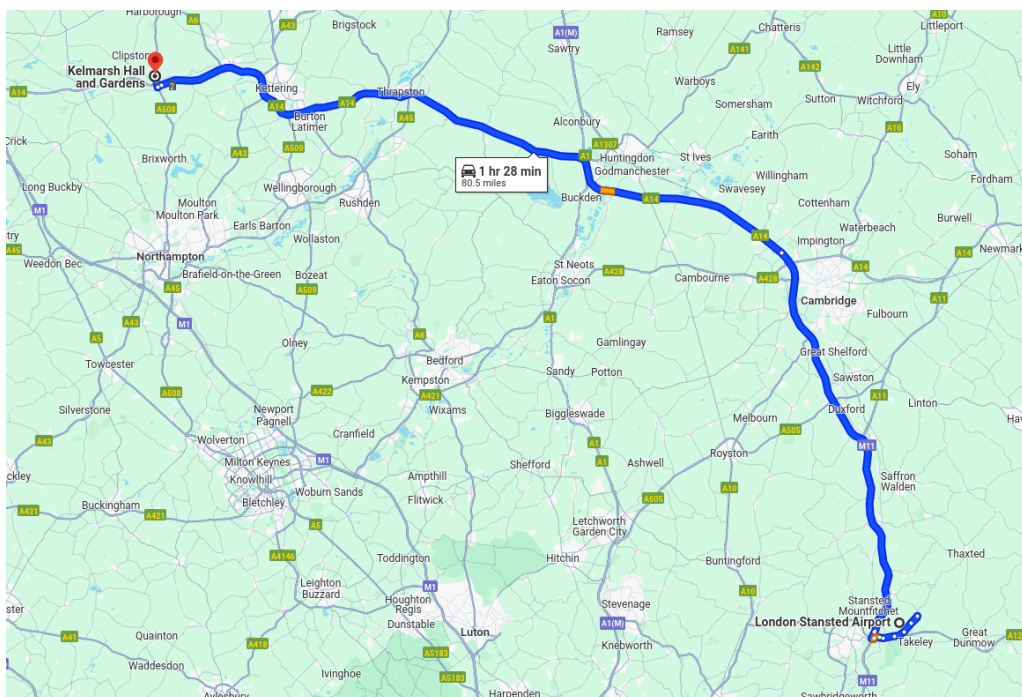 Harborough
A6
A43
Brigstock
A1(M)
Sawtry
Ramsey
Chatteris
A10
Littleport
Clipston
Kelmarsh Hall
and Gardens
A14
A508
Kettering
A14
Burton
Latimer
A14
Thrapston
A45
A141
A142
Warboys
Little
Downham
Ely
Sutton
Witchford
Somersham
A10
Earith
Alconbury
A1
A1307
Huntingdon
Godmanchester
St Ives
Crick
Brixworth
A43
A509
1 hr 28 min
80.5 miles
Buckden
A14
Willingham
Swavesey
Soham
Fordham
Long Buckby
M1
Moulton
Moulton Park
Wellingborough
Rushden
Earls Barton
Wollaston
Cottenham
Waterbeach
Burwell
A14
Impington
A14
Newmark
A45
Weedon Bec
Northampton
Brafield-on-the-Green
Bozeat
A45
A509
St Neots
Eaton Socon
A428
Cambourne
A428
Cambridge
A11
Fulbourn
A43
A5
M1
A1
A6
Olney
Bedford
Gamlingay
Great Shelford
Towcester
Kempston
Sandy
Potton
Sawston
A508
A422
A421
Wixams
Duxford
A11
Linton
Silverstone
Newport
Pagnell
Biggleswade
Melbourn
A505
A43
Wolverton
Cranfield
A1
M11
Royston
Milton Keynes
M1
Knowlhill
Shefford
Ashwell
Ampthill
Saffron
Walden
Woburn Sands
Flitwick
A10
Bletchley
A505
Buckingham
A421
A421
A5
Letchworth
Garden City
A4146
Toddington
Hitchin
Buntingford
Thaxted
Leighton
Buzzard
M1
Houghton
Regis
A10
Stansted
Mountfitchet
Stevenage
Dunstable
Luton
A1(M)
London Stansted Airport
A41
Quainton
A418
Takeley
Great
Dunmow
A5183
Knebworth
Waddesdon
Ivinghoe
A5183
M11
Harpenden
Sawbridgeworth